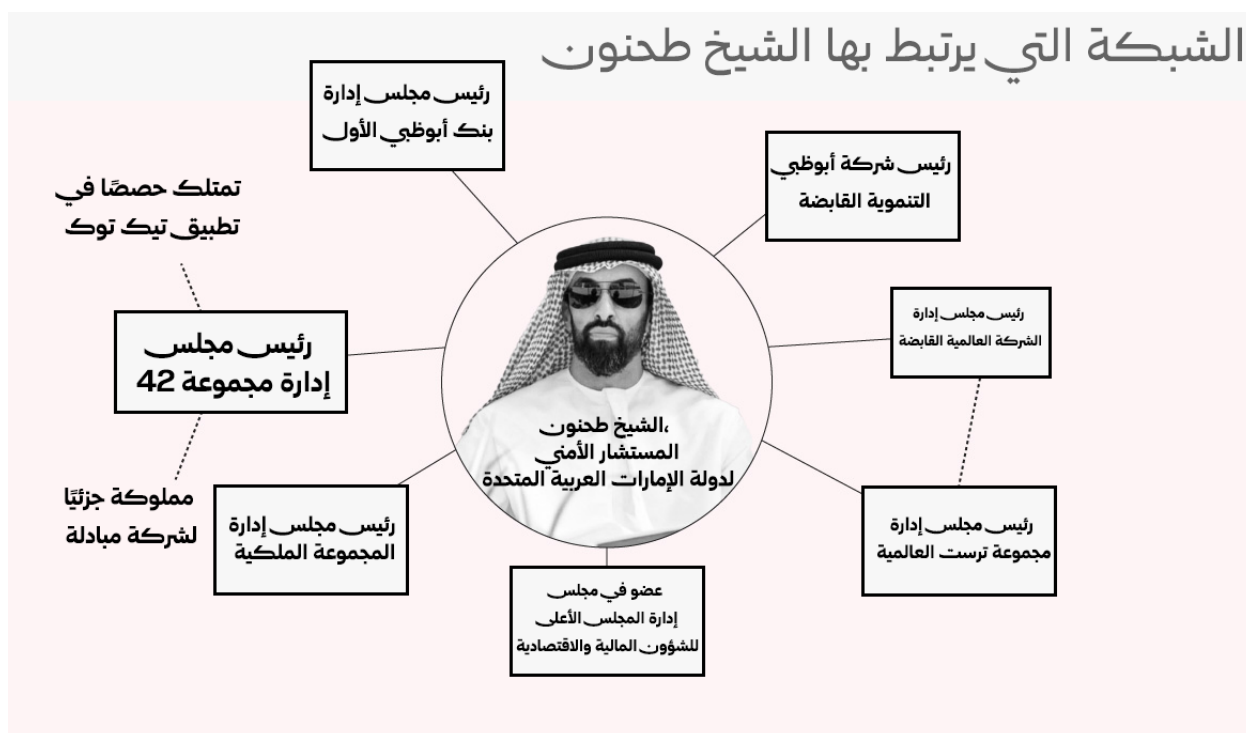 الشبكة التي يرتبط بها الشيخ طحنون
رئيس مجلس إدارة
بنك أبوظبي الأول
رئيس شركة أبوظبي
التنموية القابضة
تمتلك حصصًا في
تطبيق تيك توك
رئيس مجلس إدارة
الشركة العالمية القابضة
رئيس مجلس
إدارة مجموعة 42
الشيخ طحنون،
المستشار الأمني
لدولة الإمارات العربية المتحدة
مملوكة جزئيًا
لشركة مبادلة
رئيس مجلس إدارة
المجموعة الملكية
رئيس مجلس إدارة
مجموعة ترست العالمية
عضو في مجلس
إدارة المجلس الأعلى
للشؤون المالية والاقتصادية